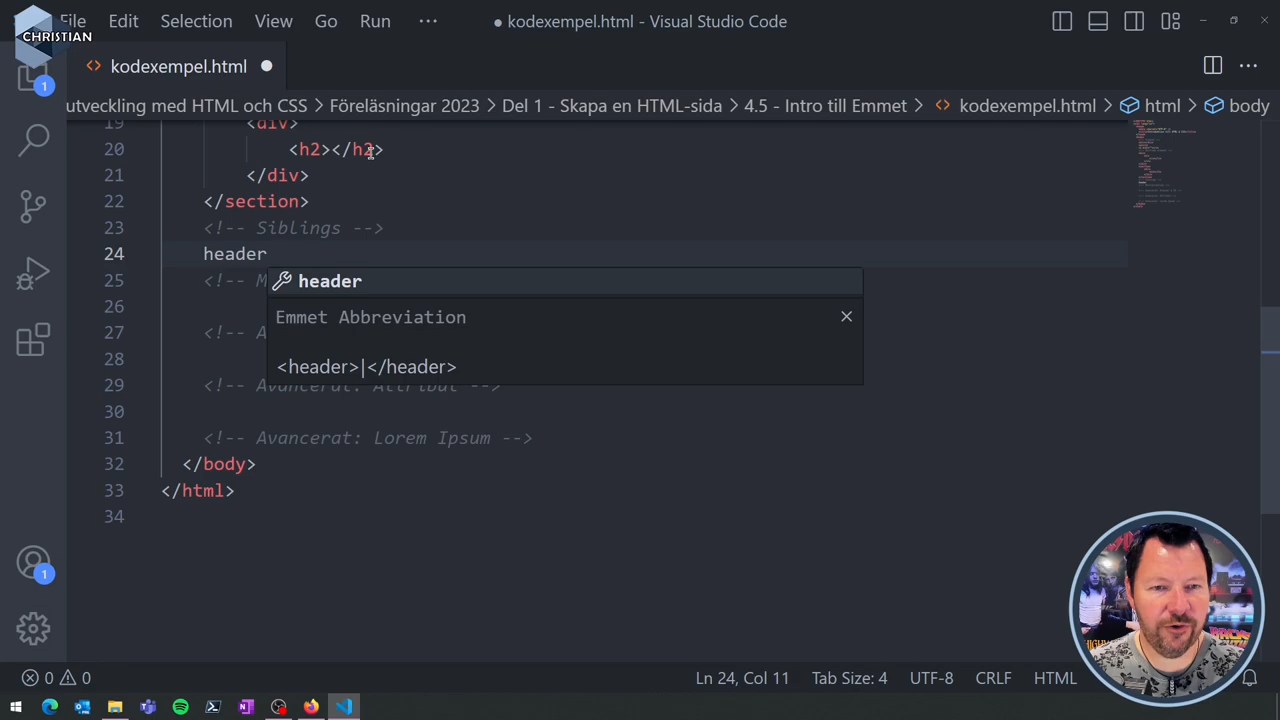 File Edit Selection View Go Run ··· ● kodexempel.html - Visual Studio Code
CHRISTIAN
<> kodexempel.html ●
utveckling med HTML och CSS > Föreläsningar 2023 > Del 1 - Skapa en HTML-sida > 4.5 - Intro till Emmet > <> kodexempel.html > html > body
1
19 <div>
20 <h2></h2>
21 </div>
22 </section>
23 <!-- Siblings -->
24 header
header
25 <!-- M
26
Emmet Abbreviation
27 <!-- A
28
<header>|</header>
29 <!-- Avancerat: Attribut -->
30
31 <!-- Avancerat: Lorem Ipsum -->
32 </body>
33 </html>
34
1
0 0 Ln 24, Col 11 Tab Size: 4 UTF-8 CRLF HTML